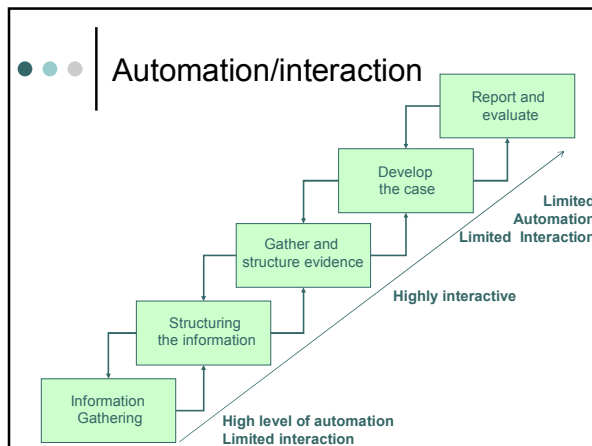 Automation/interaction
Report and
evaluate
Develop
the case
Limited
Automation
Limited Interaction
Gather and
structure evidence
Highly interactive
Structuring
the information
Information
Gathering
High level of automation
Limited interaction